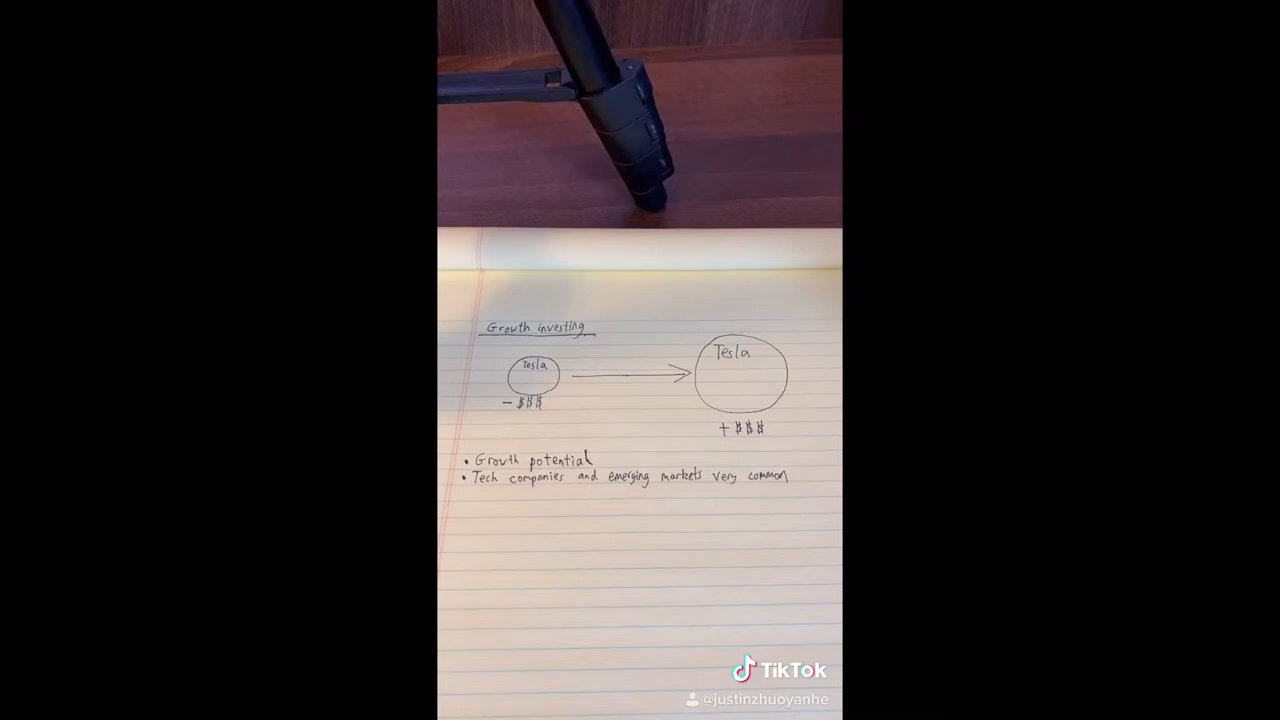 Growth investing
Tesla
Tesla
- $$$
+ $$$
• Growth potential
• Tech companies and emerging markets very common
TikTok
@justinzhuoyanhe